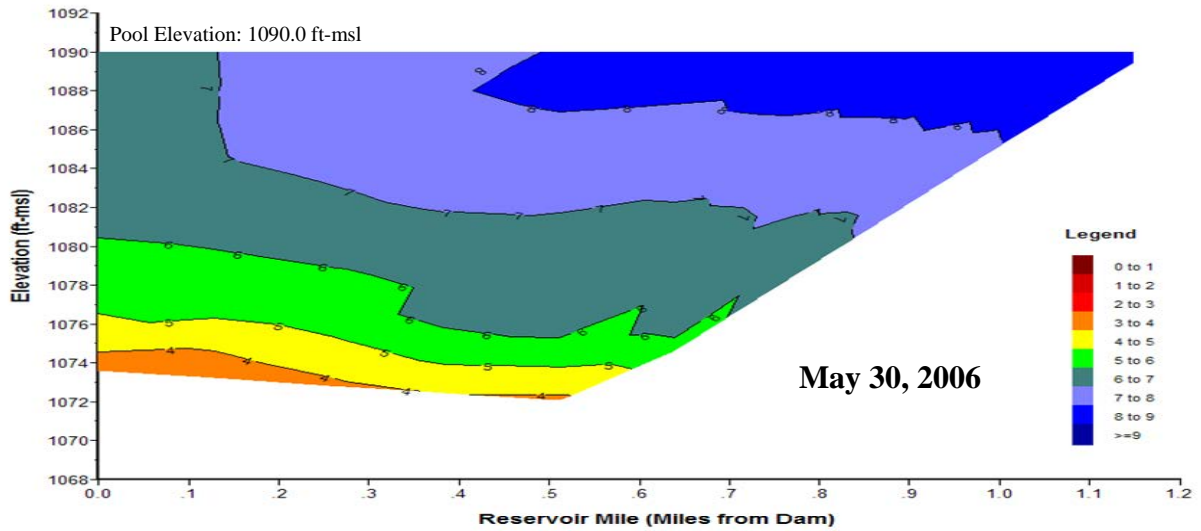 1092
Pool Elevation: 1090.0 ft-msl
1090
1088
1086
1084
1082
1080
1078
1076
1074
1072
1070
1068
Elevation (ft-msl)
8
8 8 8 8 8 8
7
7 7 7 7 7 7 7 7 7
6 6 6 6 6 6 6 6 6 6
5 5 5 5 5
4 4 4 4 4
May 30, 2006
Legend
0 to 1
1 to 2
2 to 3
3 to 4
4 to 5
5 to 6
6 to 7
7 to 8
8 to 9
>=9
0.0 .1 .2 .3 .4 .5 .6 .7 .8 .9 1.0 1.1 1.2
Reservoir Mile (Miles from Dam)